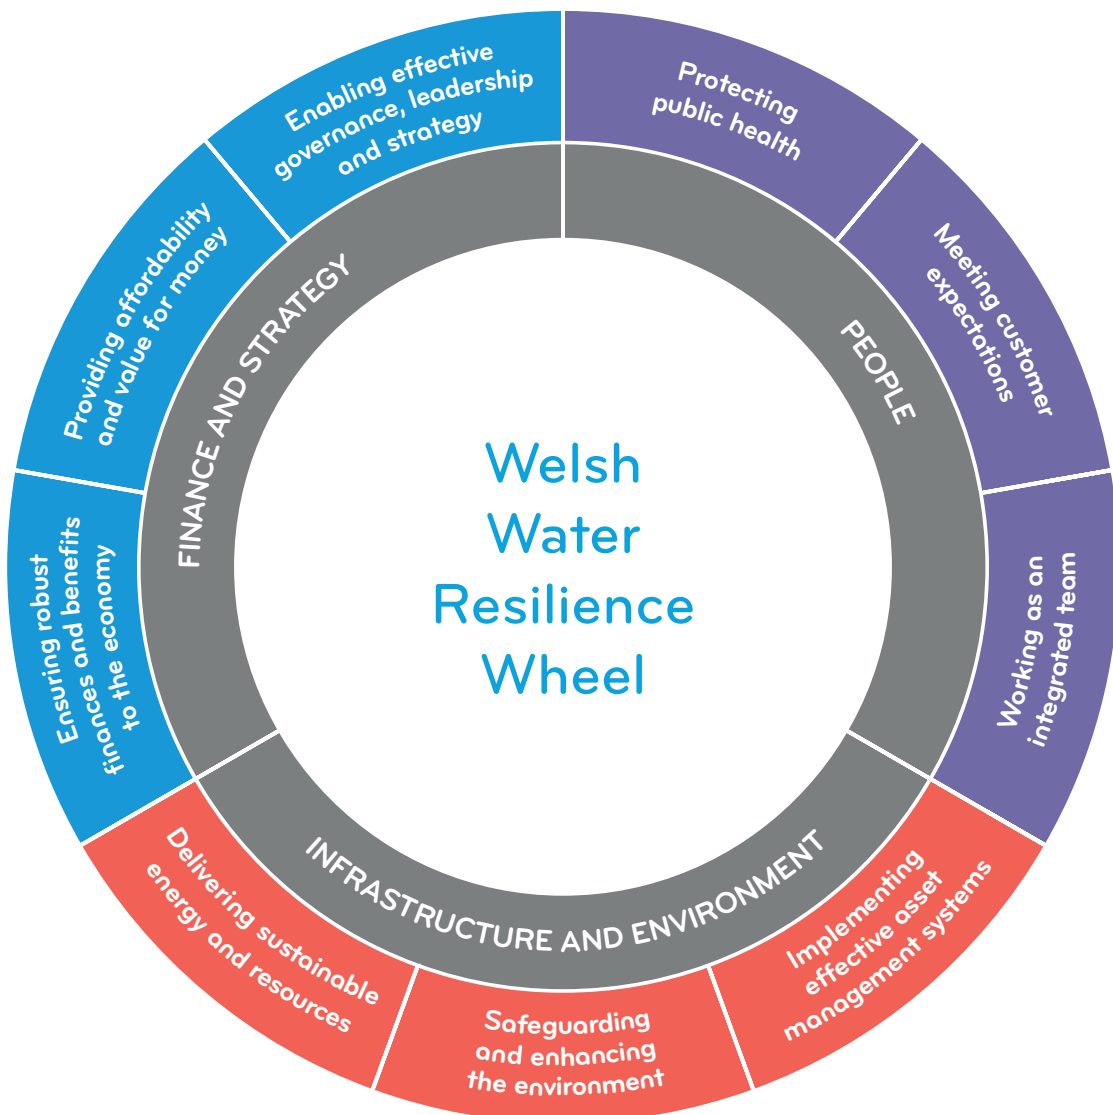 Welsh
Water
Resilience
Wheel
PEOPLE
Protecting
public health
Meeting customer
expectations
Working as an
integrated team
INFRASTRUCTURE AND ENVIRONMENT
Implementing
effective asset
management systems
Safeguarding
and enhancing
the environment
Delivering sustainable
energy and resources
FINANCE AND STRATEGY
Ensuring robust
finances and benefits
to the economy
Providing affordability
and value for money
Enabling effective
governance, leadership
and strategy